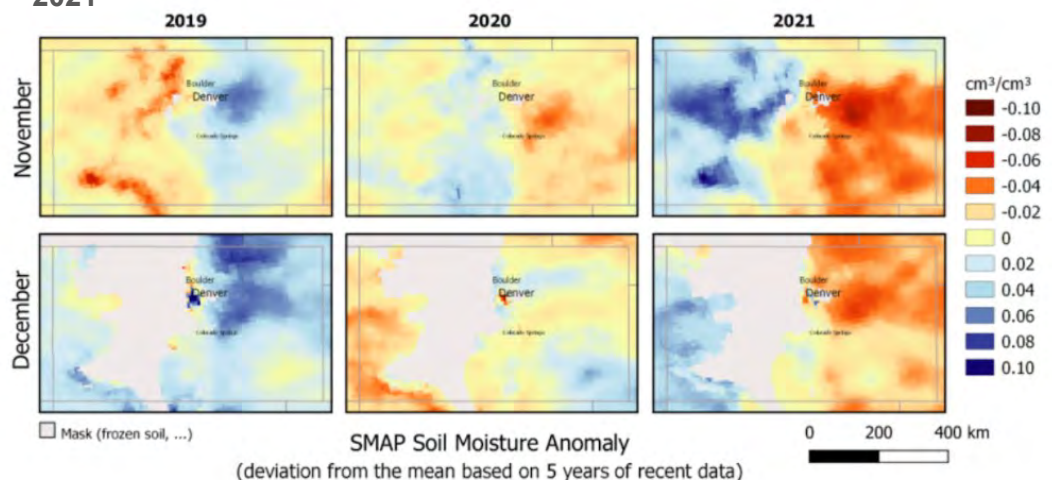 2021
2019 2020 2021
November
Boulder
Denver
Colorado Springs
Boulder
Denver
Colorado Springs
Denver
Colorado Springs
December
Boulder
Denver
Colorado Springs
Boulder
Denver
Colorado Springs
Boulder
Denver
Colorado Springs
cm³/cm³
-0.10
-0.08
-0.06
-0.04
-0.02
0
0.02
0.04
0.06
0.08
0.10
Mask (frozen soil, ...)
0 200 400 km
SMAP Soil Moisture Anomaly
(deviation from the mean based on 5 years of recent data)